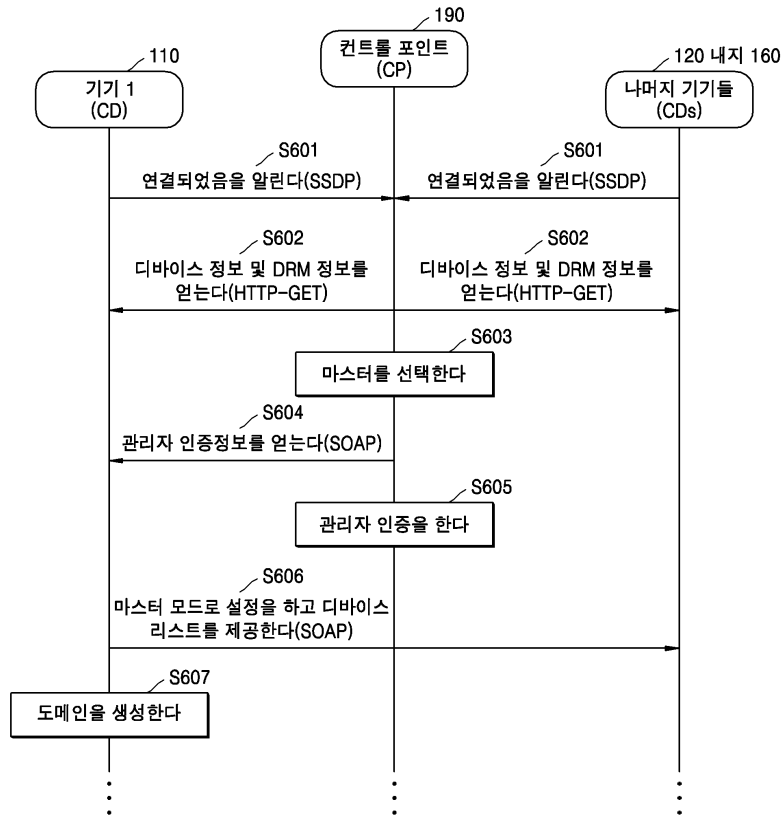 190
컨트롤 포인트
(CP)
110
기기 1
(CD)
120 내지 160
나머지 기기들
(CDs)
S601
연결되었음을 알린다(SSDP)
S601
연결되었음을 알린다(SSDP)
S602
디바이스 정보 및 DRM 정보를
얻는다(HTTP-GET)
S602
디바이스 정보 및 DRM 정보를
얻는다(HTTP-GET)
S603
마스터를 선택한다
S604
관리자 인증정보를 얻는다(SOAP)
S605
관리자 인증을 한다
S606
마스터 모드로 설정을 하고 디바이스
리스트를 제공한다(SOAP)
S607
도메인을 생성한다